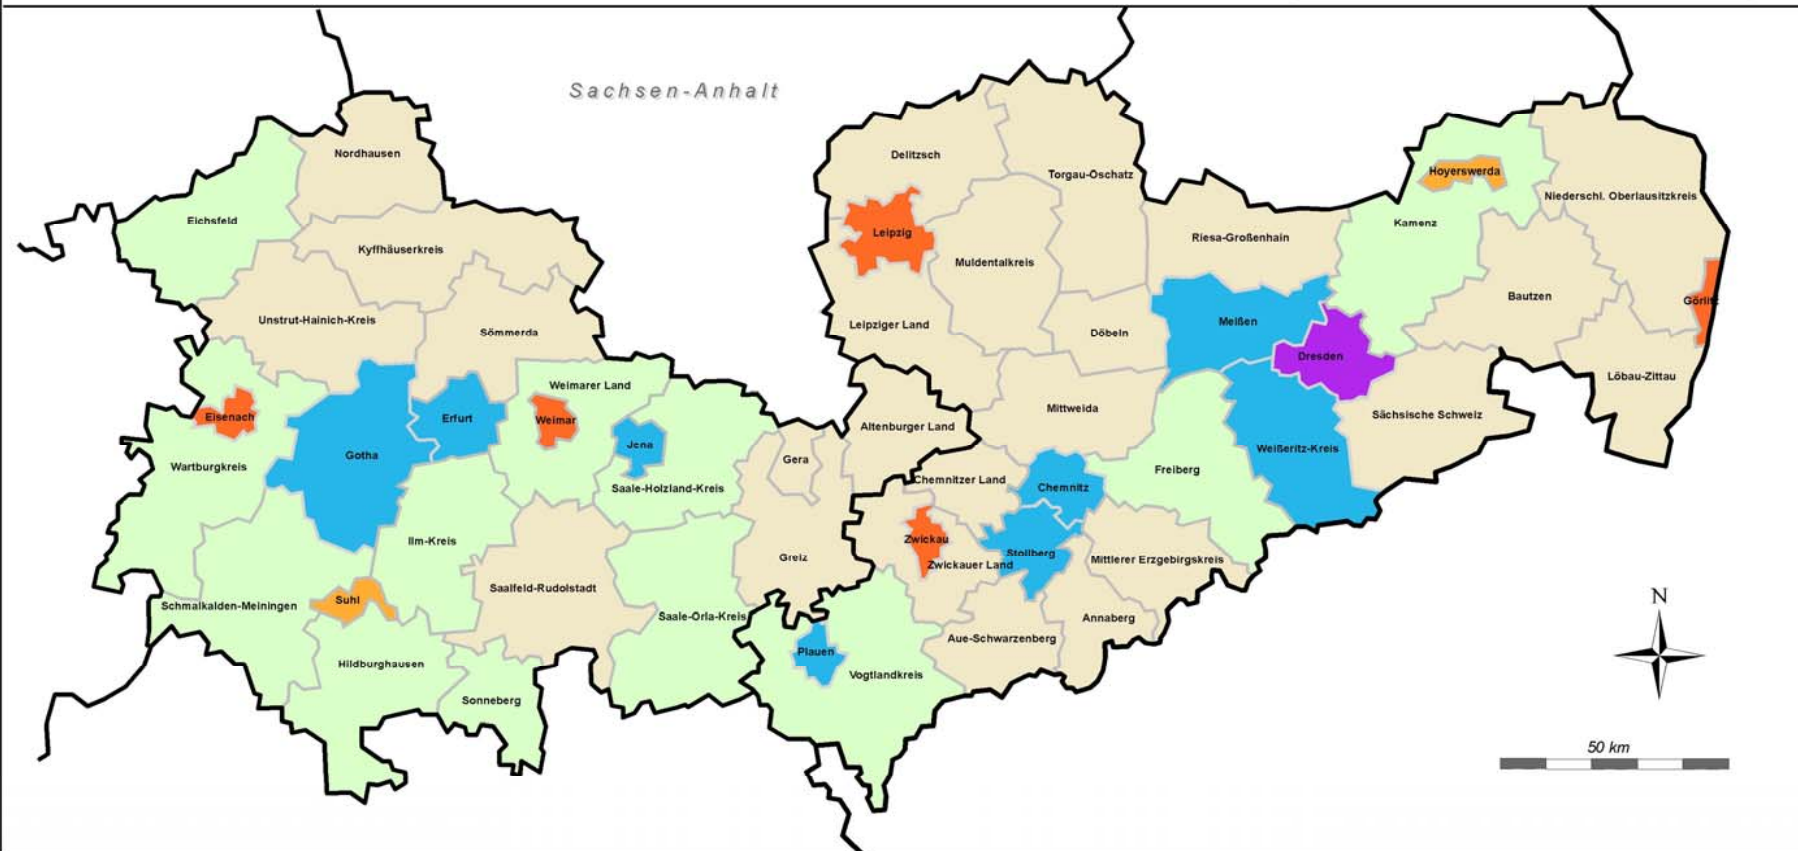 Sachsen-Anhalt
Nordhausen
Delitzsch
Torgau-Oschatz
Hoyerswerda
Niederschl. Oberlausitzkreis
Eichsfeld
Kamenz
Leipzig
Riesa-Großenhain
Kyffhäuserkreis
Muldentalkreis
Bautzen
Görlitz
Unstrut-Hainich-Kreis
Sömmerda
Leipziger Land
Döbeln
Meißen
Dresden
Löbau-Zittau
Weimarer Land
Mittweida
Sächsische Schweiz
Eisenach
Erfurt
Weimar
Altenburger Land
Jena
Weißeritz-Kreis
Gotha
Gera
Wartburgkreis
Freiberg
Chemnitzer Land
Chemnitz
Saale-Holzland-Kreis
Ilm-Kreis
Zwickau
Stollberg
Greiz
Zwickauer Land
Mittlerer Erzgebirgskreis
Saalfeld-Rudolstadt
Suhl
Schmalkalden-Meiningen
Saale-Orla-Kreis
Annaberg
Aue-Schwarzenberg
Plauen
Hildburghausen
Vogtlandkreis
Sonneberg
N
50 km